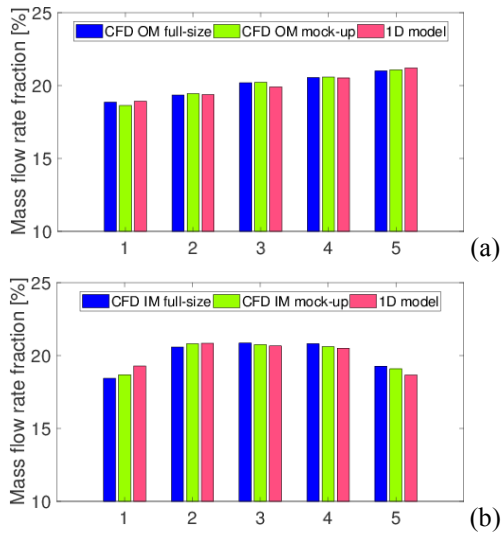 25
CFD OM full-size CFD OM mock-up 1D model
20
15
10
Mass flow rate fraction [%]
1 2 3 4 5
(a)
25
CFD IM full-size CFD IM mock-up 1D model
20
15
10
Mass flow rate fraction [%]
1 2 3 4 5
(b)